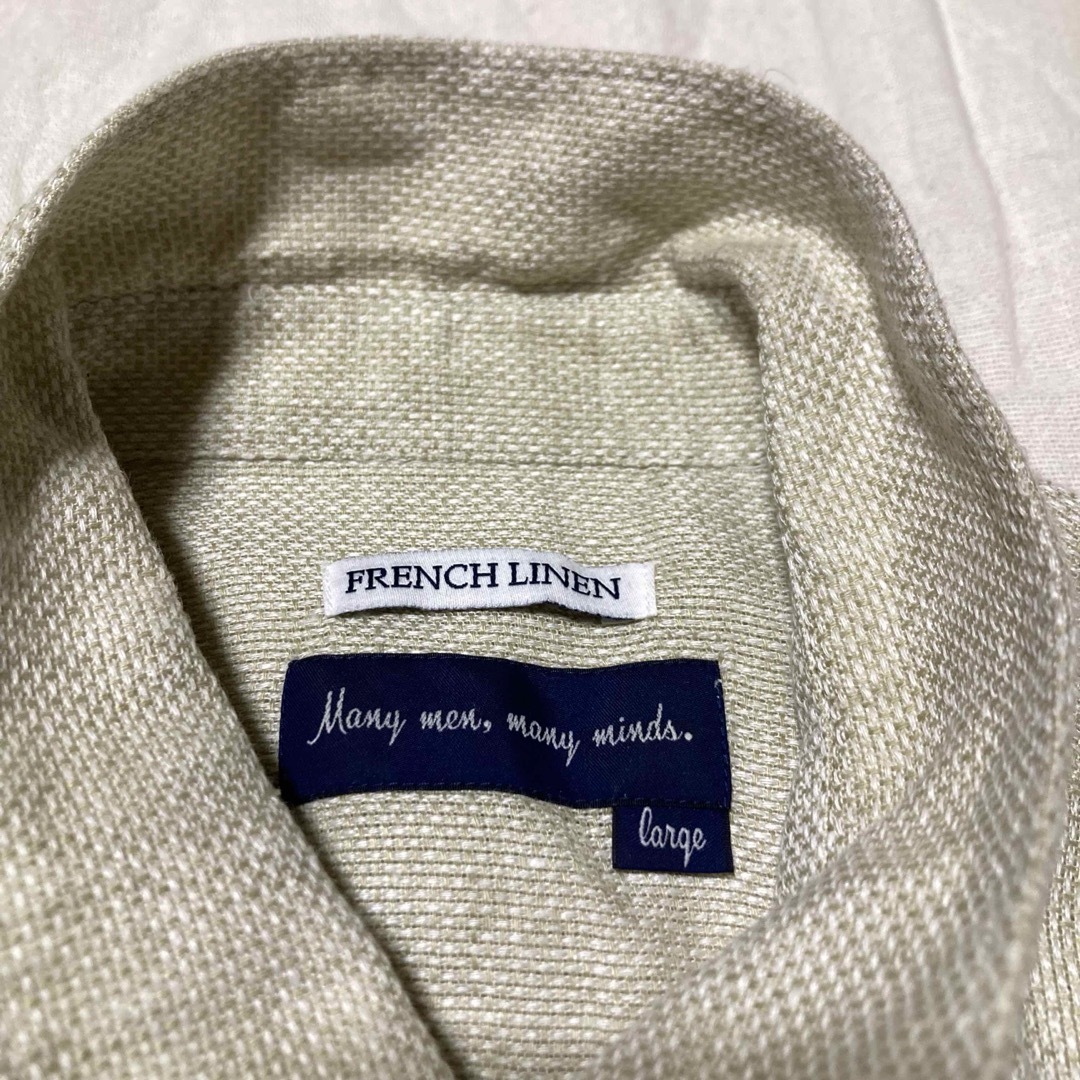 FRENCH LINEN
Many men, many minds.
large